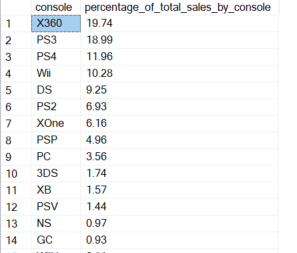 console percentage_of_total_sales_by_console
1 X360 19.74
2 PS3 18.99
3 PS4 11.96
4 Wii 10.28
5 DS 9.25
6 PS2 6.93
7 XOne 6.16
8 PSP 4.96
9 PC 3.56
10 3DS 1.74
11 XB 1.57
12 PSV 1.44
13 NS 0.97
14 GC 0.93